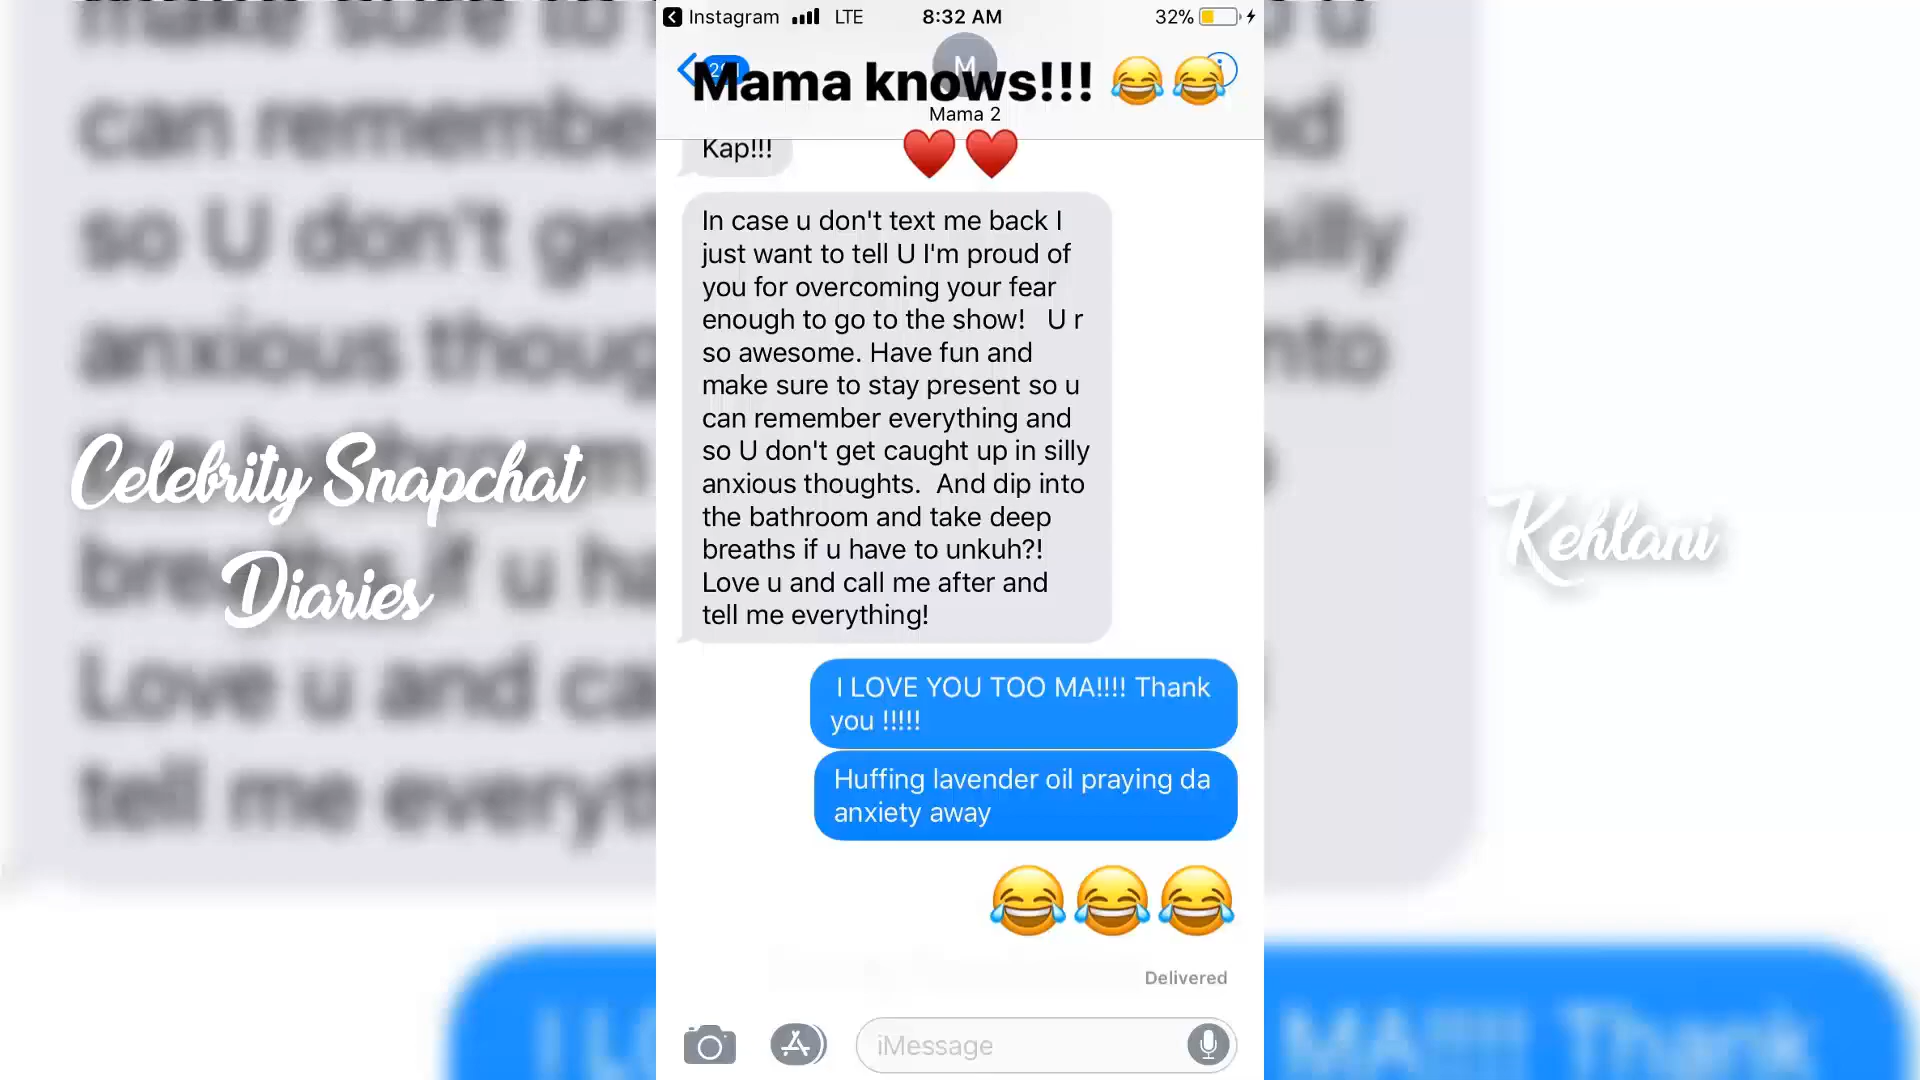 Instagram LTE 8:32 AM 32%
M
Mama knows!!! 😂😂
Mama 2
♥️♥️
Kap!!!
In case u don't text me back I
just want to tell U I'm proud of
you for overcoming your fear
enough to go to the show!   U r
so awesome. Have fun and
make sure to stay present so u
can remember everything and
so U don't get caught up in silly
anxious thoughts.  And dip into
the bathroom and take deep
breaths if u have to unkuh?!
Love u and call me after and
tell me everything!
I LOVE YOU TOO MA!!!! Thank
you !!!!!
Huffing lavender oil praying da
anxiety away
😂😂😂
Delivered
iMessage
Celebrity Snapchat
Diaries
Kehlani